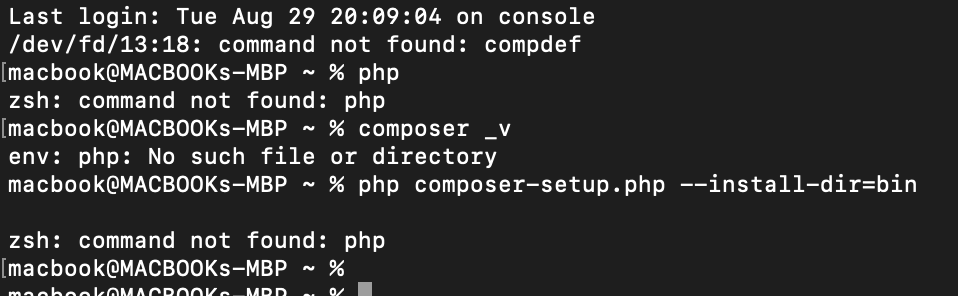 Last login: Tue Aug 29 20:09:04 on console
/dev/fd/13:18: command not found: compdef
[macbook@MACBOOKs-MBP ~ % php
zsh: command not found: php
[macbook@MACBOOKs-MBP ~ % composer _v
env: php: No such file or directory
macbook@MACBOOKs-MBP ~ % php composer-setup.php --install-dir=bin
zsh: command not found: php
[macbook@MACBOOKs-MBP ~ %
macbook@MACBOOKs-MBP ~ %